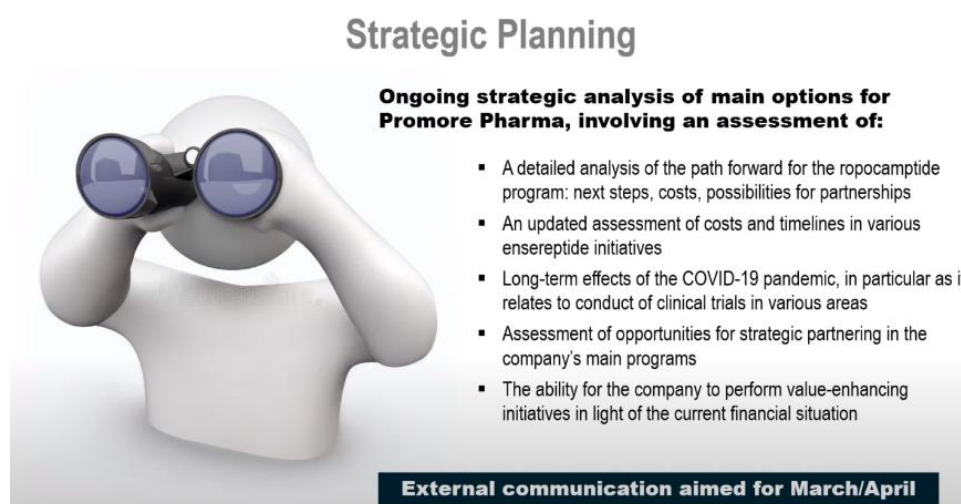 Strategic Planning
Ongoing strategic analysis of main options for
Promore Pharma, involving an assessment of:
▪ A detailed analysis of the path forward for the ropocamptide
program: next steps, costs, possibilities for partnerships
▪ An updated assessment of costs and timelines in various
ensereptide initiatives
▪ Long-term effects of the COVID-19 pandemic, in particular as i
relates to conduct of clinical trials in various areas
▪ Assessment of opportunities for strategic partnering in the
company's main programs
▪ The ability for the company to perform value-enhancing
initiatives in light of the current financial situation
External communication aimed for March/April